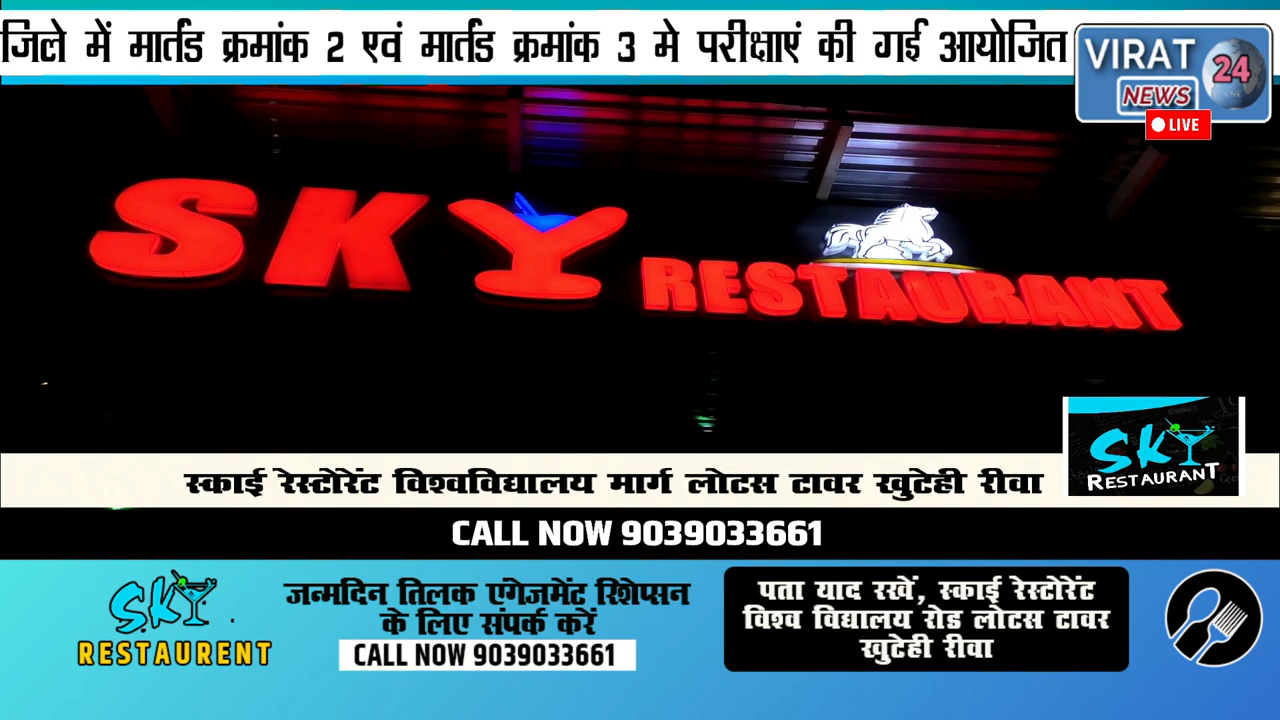 जिले में मार्तंड क्रमांक 2 एवं मार्तंड क्रमांक 3 मे परीक्षाएं की गई आयोजित
VIRAT
24
NEWS
LIVE
SKY
RESTAURANT
SKY
RESTAURANT
स्काई रेस्टोरेंट विश्वविद्यालय मार्ग लोटस टावर खुटेही रीवा
CALL NOW 9039033661
SKY
RESTAURENT
जन्मदिन तिलक एंगेजमेंट रिशेप्सन
के लिए संपर्क करें
CALL NOW 9039033661
पता याद रखें, स्काई रेस्टोरेंट
विश्व विद्यालय रोड लोटस टावर
खुटेही रीवा